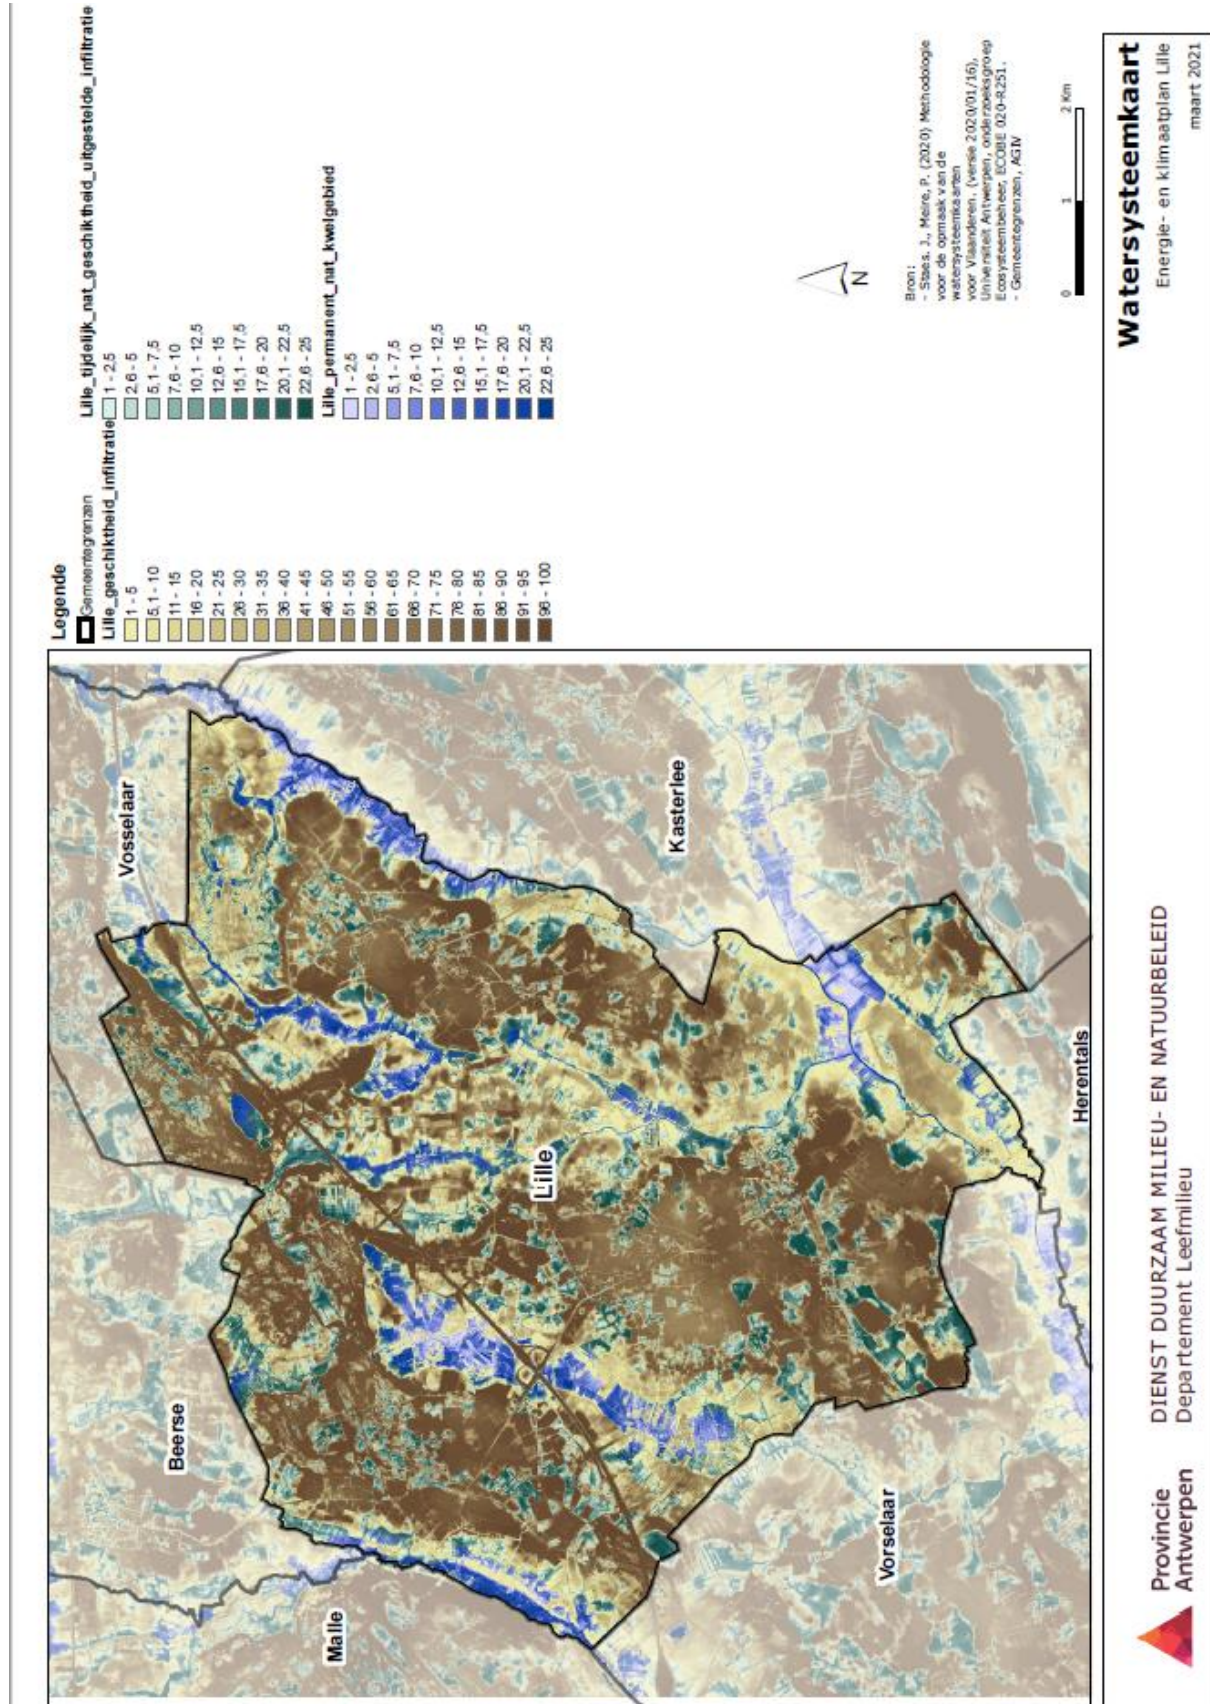 Vosselaar
Beerse
Malle
Lille
Kasterlee
Vorselaar
Herentals
Legende
Gemeentegrenzen
Lille_geschiktheid_infiltratie
1 - 5
5,1 - 10
11 - 15
16 - 20
21 - 25
26 - 30
31 - 35
36 - 40
41 - 45
46 - 50
51 - 55
56 - 60
61 - 65
66 - 70
71 - 75
76 - 80
81 - 85
86 - 90
91 - 95
96 - 100
Lille_tijdelijk_nat_geschiktheid_uitgestelde_infiltratie
1 - 2,5
2,6 - 5
5,1 - 7,5
7,6 - 10
10,1 - 12,5
12,6 - 15
15,1 - 17,5
17,6 - 20
20,1 - 22,5
22,6 - 25
Lille_permanent_nat_kwelgebied
1 - 2,5
2,6 - 5
5,1 - 7,5
7,6 - 10
10,1 - 12,5
12,6 - 15
15,1 - 17,5
17,6 - 20
20,1 - 22,5
22,6 - 25
N
Bron:
- Staes, J., Meire, P. (2020) Methodologie
voor de opmaak van de
watersysteemkaarten
voor Vlaanderen. (versie 2020/01/16),
Universiteit Antwerpen, onderzoeksgroep
Ecosysteembeheer, ECOBE 020-R251.
- Gemeentegrenzen, AGIV
0 1 2 Km
Provincie
Antwerpen
DIENST DUURZAAM MILIEU- EN NATUURBELEID
Departement Leefmilieu
Watersysteemkaart
Energie- en klimaatplan Lille
maart 2021